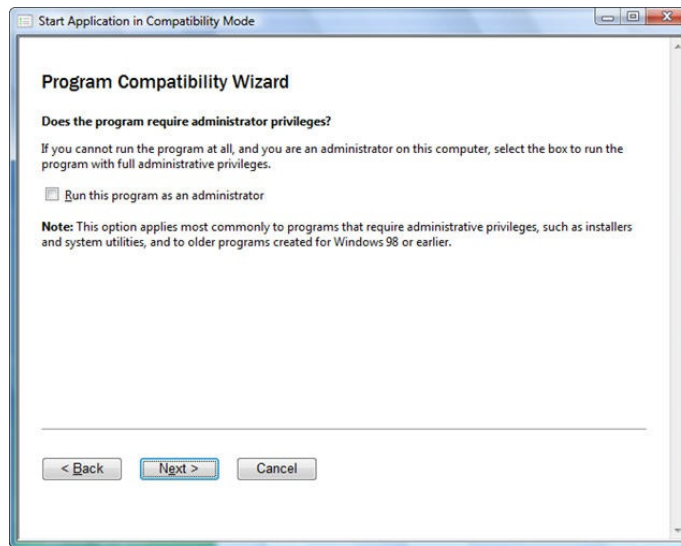 Start Application in Compatibility Mode
Program Compatibility Wizard
Does the program require administrator privileges?
If you cannot run the program at all, and you are an administrator on this computer, select the box to run the
program with full administrative privileges.
Run this program as an administrator
Note: This option applies most commonly to programs that require administrative privileges, such as installers
and system utilities, and to older programs created for Windows 98 or earlier.
< Back Next > Cancel